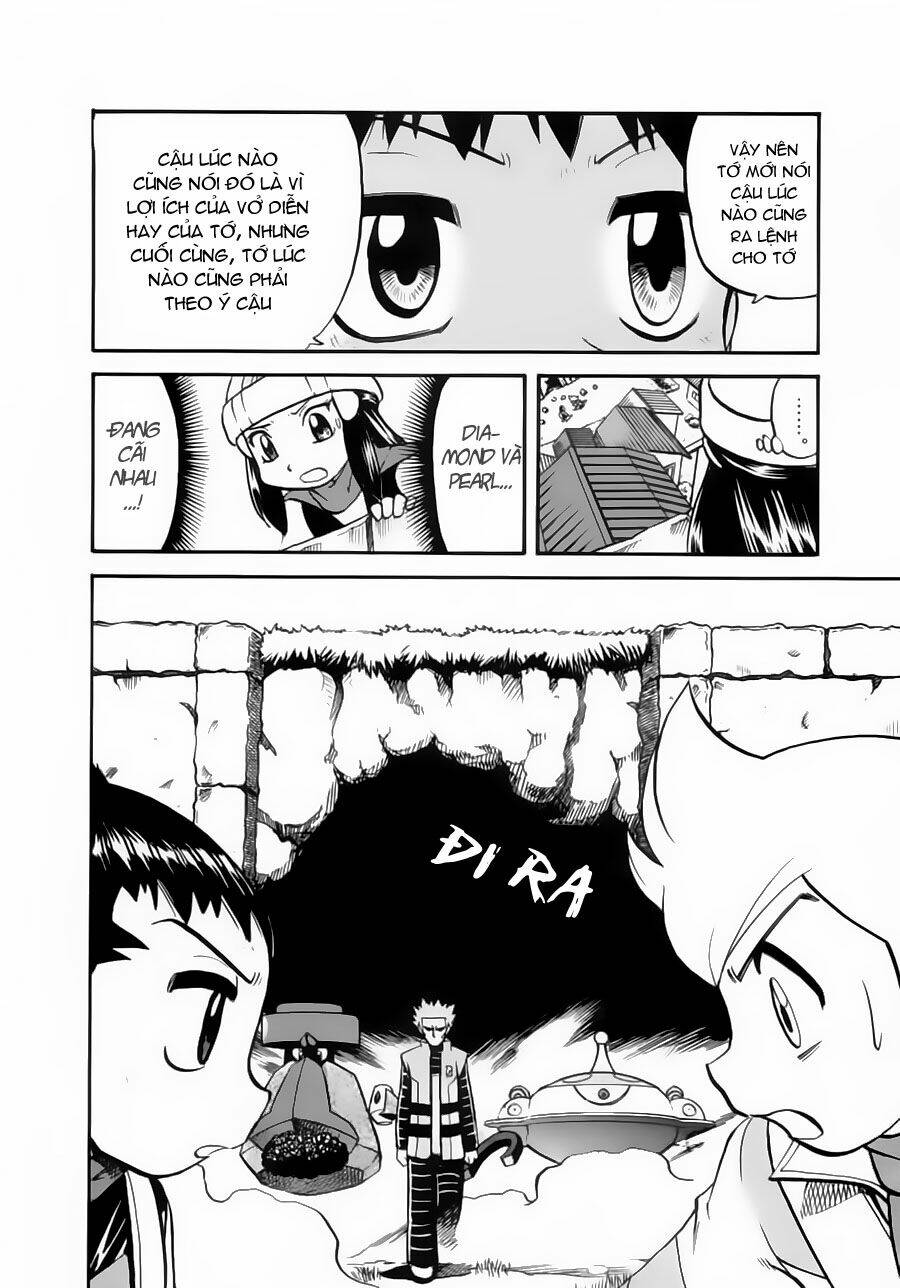 VẬY NÊN
TỚ MỚI NÓI
CẬU LÚC
NÀO CŨNG
RA LỆNH
CHO TỚ
CẬU LÚC NÀO
CŨNG NÓI ĐÓ LÀ VÌ
LỢI ÍCH CỦA VỞ DIỄN
HAY CỦA TỚ, NHƯNG
CUỐI CÙNG, TỚ LÚC
NÀO CŨNG PHẢI
THEO Ý CẬU
......
DIA-
MOND VÀ
PEARL...
ĐANG
CÃI
NHAU
...!
ĐI RA